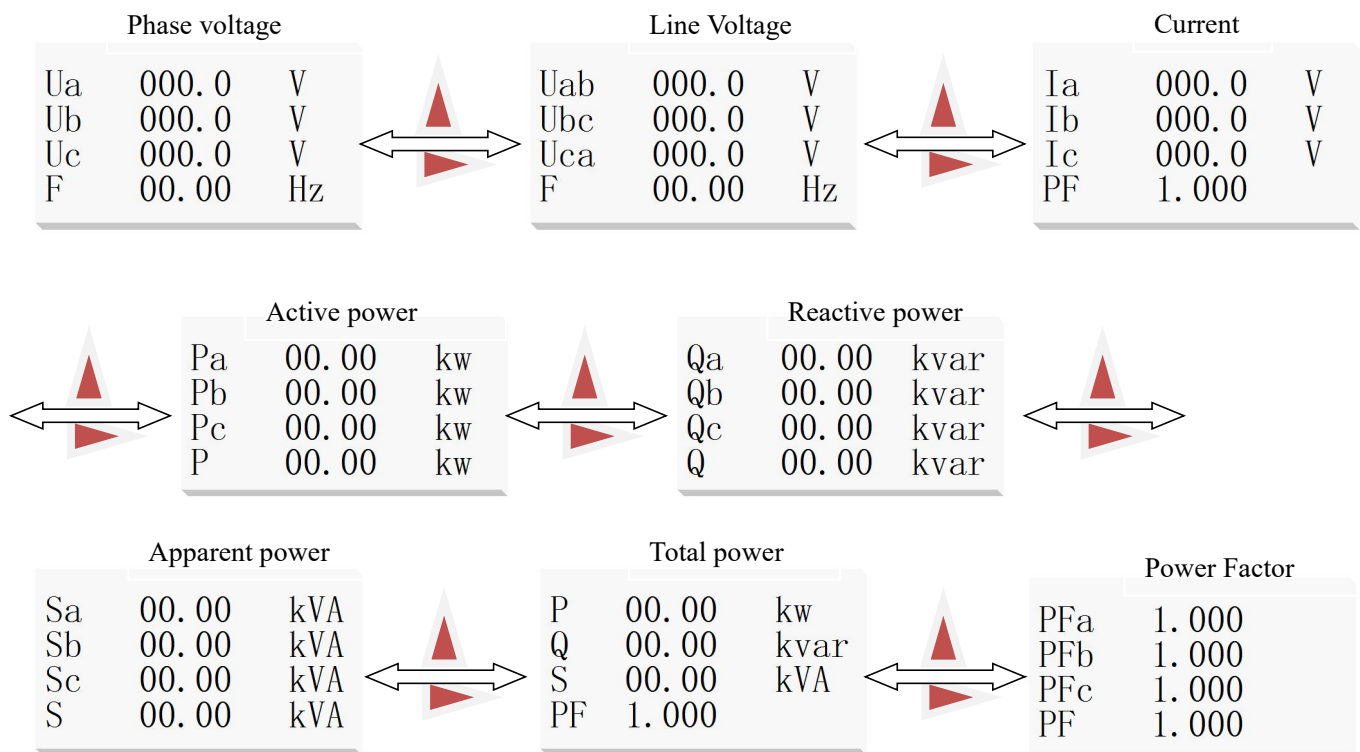 Phase voltage
Ua 000.0 V
Ub 000.0 V
Uc 000.0 V
F 00.00 Hz
Line Voltage
Uab 000.0 V
Ubc 000.0 V
Uca 000.0 V
F 00.00 Hz
Current
Ia 000.0 V
Ib 000.0 V
Ic 000.0 V
PF 1.000
Active power
Pa 00.00 kw
Pb 00.00 kw
Pc 00.00 kw
P 00.00 kw
Reactive power
Qa 00.00 kvar
Qb 00.00 kvar
Qc 00.00 kvar
Q 00.00 kvar
Apparent power
Sa 00.00 kVA
Sb 00.00 kVA
Sc 00.00 kVA
S 00.00 kVA
Total power
P 00.00 kw
Q 00.00 kvar
S 00.00 kVA
PF 1.000
Power Factor
PFa 1.000
PFb 1.000
PFc 1.000
PF 1.000